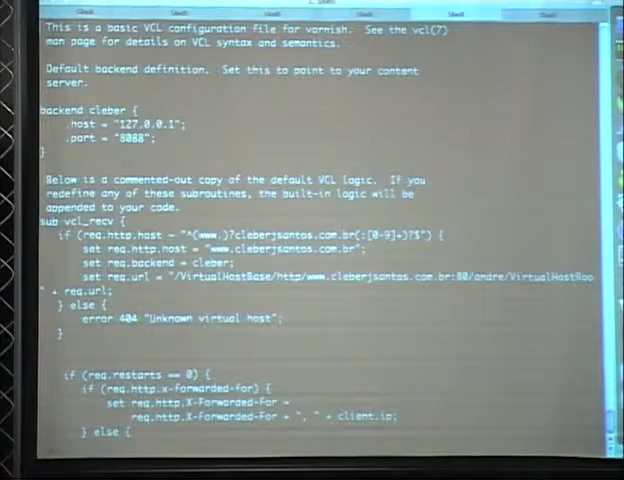 This is a basic VCL configuration file for varnish. See the vcl(7)
man page for details on VCL syntax and semantics.
Default backend definition. Set this to point to your content
server.
backend cleber {
.host = "127.0.0.1";
.port = "8088";
}
Below is a commented-out copy of the default VCL logic. If you
redefine any of these subroutines, the built-in logic will be
appended to your code.
sub vcl_recv {
if (req.http.host ~ "^(www.)?cleberjsantos.com.br(:[0-9]+)?$") {
set req.http.host = "www.cleberjsantos.com.br";
set req.backend = cleber;
set req.url = "/VirtualHostBase/http/www.cleberjsantos.com.br:80/andre/VirtualHostRoo
" + req.url;
} else {
error 404 "Unknown virtual host";
}
if (req.restarts == 0) {
if (req.http.x-forwarded-for) {
set req.http.X-Forwarded-For =
req.http.X-Forwarded-For + ", " + client.ip;
} else {